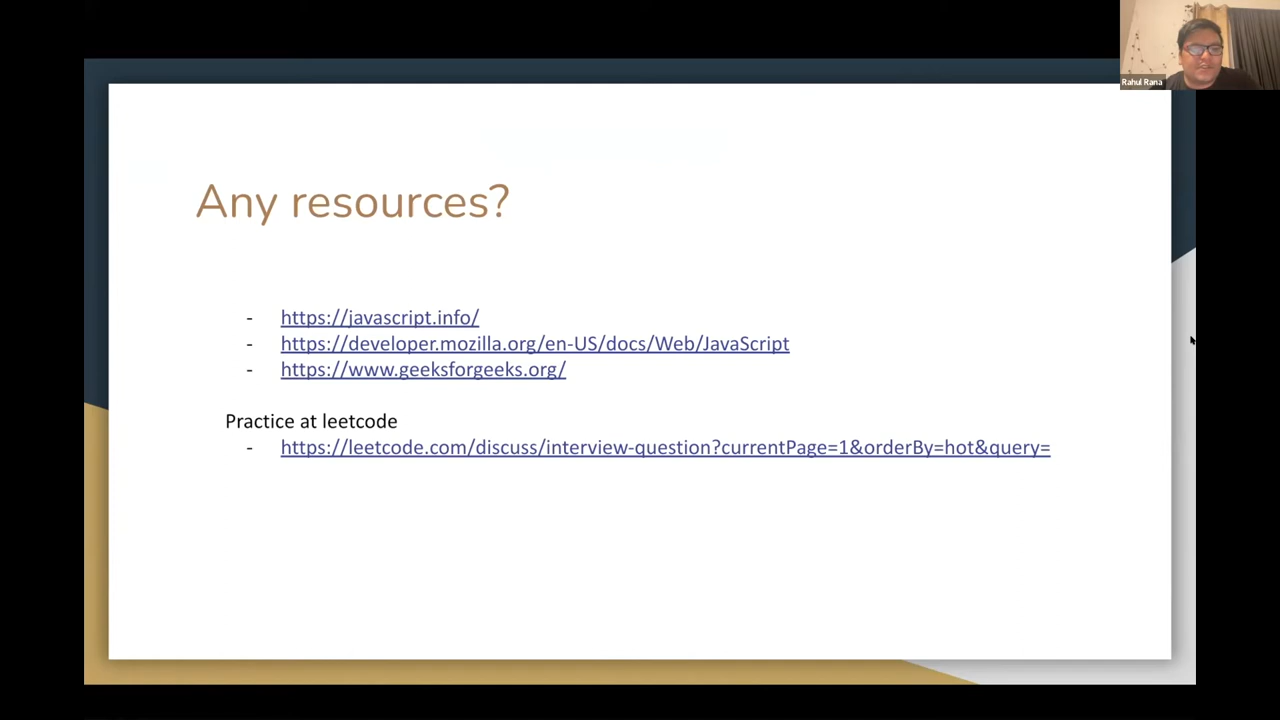 Rahul Rana
Any resources?
- https://javascript.info/
- https://developer.mozilla.org/en-US/docs/Web/JavaScript
- https://www.geeksforgeeks.org/
Practice at leetcode
- https://leetcode.com/discuss/interview-question?currentPage=1&orderBy=hot&query=